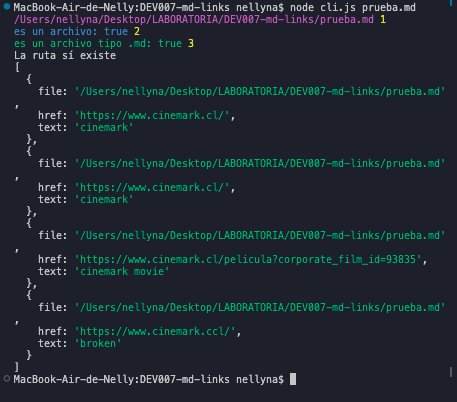 MacBook-Air-de-Nelly:DEV007-md-links nellyna$ node cli.js prueba.md
/Users/nellyna/Desktop/LABORATORIA/DEV007-md-links/prueba.md 1
es un archivo: true 2
es un archivo tipo .md: true 3
La ruta sí existe
[
  {
    file: '/Users/nellyna/Desktop/LABORATORIA/DEV007-md-links/prueba.md'
,
    href: 'https://www.cinemark.cl/',
    text: 'cinemark'
  },
  {
    file: '/Users/nellyna/Desktop/LABORATORIA/DEV007-md-links/prueba.md'
,
    href: 'https://www.cinemark.cl/',
    text: 'cinemark'
  },
  {
    file: '/Users/nellyna/Desktop/LABORATORIA/DEV007-md-links/prueba.md'
,
    href: 'https://www.cinemark.cl/pelicula?corporate_film_id=93835',
    text: 'cinemark movie'
  },
  {
    file: '/Users/nellyna/Desktop/LABORATORIA/DEV007-md-links/prueba.md'
,
    href: 'https://www.cinemark.ccl/',
    text: 'broken'
  }
]
MacBook-Air-de-Nelly:DEV007-md-links nellyna$